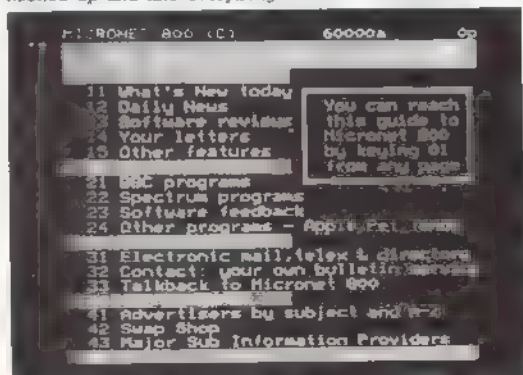 MICRONET 800 (C) 60000a 0p
11 What's New today
12 Daily News
13 Software reviews
14 Your letters
15 Other features
You can reach
this guide to
Micronet 800
by keying 01
from any page
21 BBC programs
22 Spectrum programs
23 Software feedback
24 Other programs - Apple, Pet
31 Electronic mail, telex &
32 Contact: your own bulletin
33 Talkback to Micronet 800
41 Advertisers by subject and A-Z
42 Swap Shop
43 Major Sub Information Providers